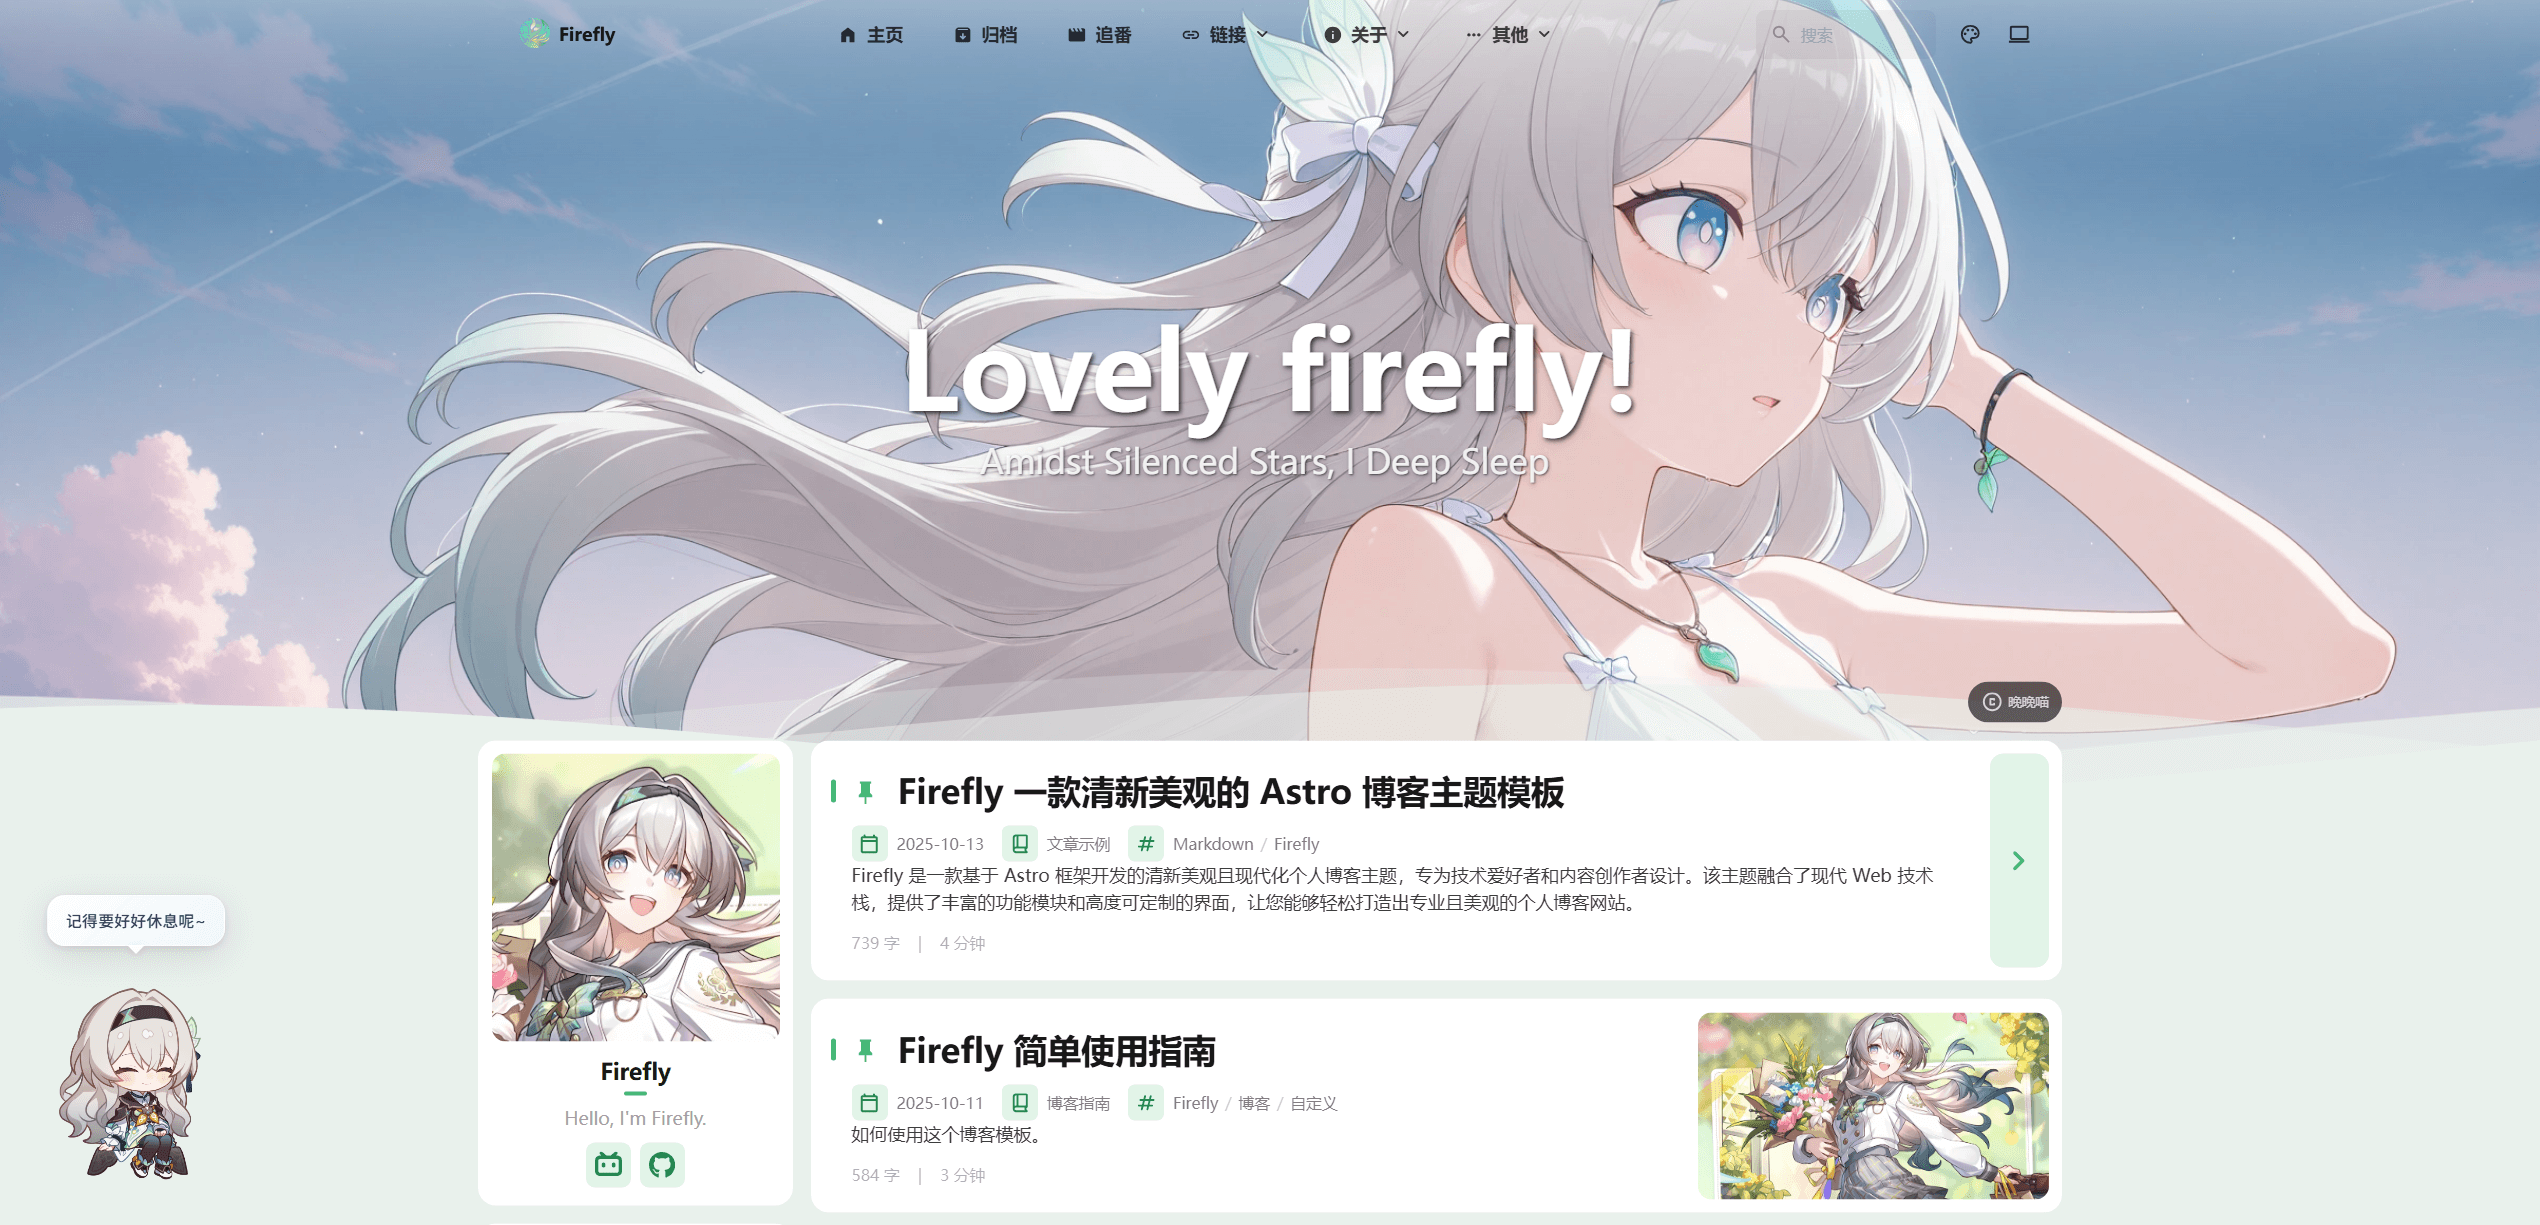 Firefly
主页
归档
追番
链接
关于
其他
搜索
Lovely firefly!
Amidst Silenced Stars, I Deep Sleep
© 晚晚喵
Firefly 一款清新美观的 Astro 博客主题模板
2025-10-13 文章示例 # Markdown / Firefly
Firefly 是一款基于 Astro 框架开发的清新美观且现代化个人博客主题，专为技术爱好者和内容创作者设计。该主题融合了现代 Web 技术
栈，提供了丰富的功能模块和高度可定制的界面，让您能够轻松打造出专业且美观的个人博客网站。
739 字 | 4 分钟
记得要好好休息呢~
Firefly
Hello, I'm Firefly.
Firefly 简单使用指南
2025-10-11 博客指南 # Firefly / 博客 / 自定义
如何使用这个博客模板。
584 字 | 3 分钟